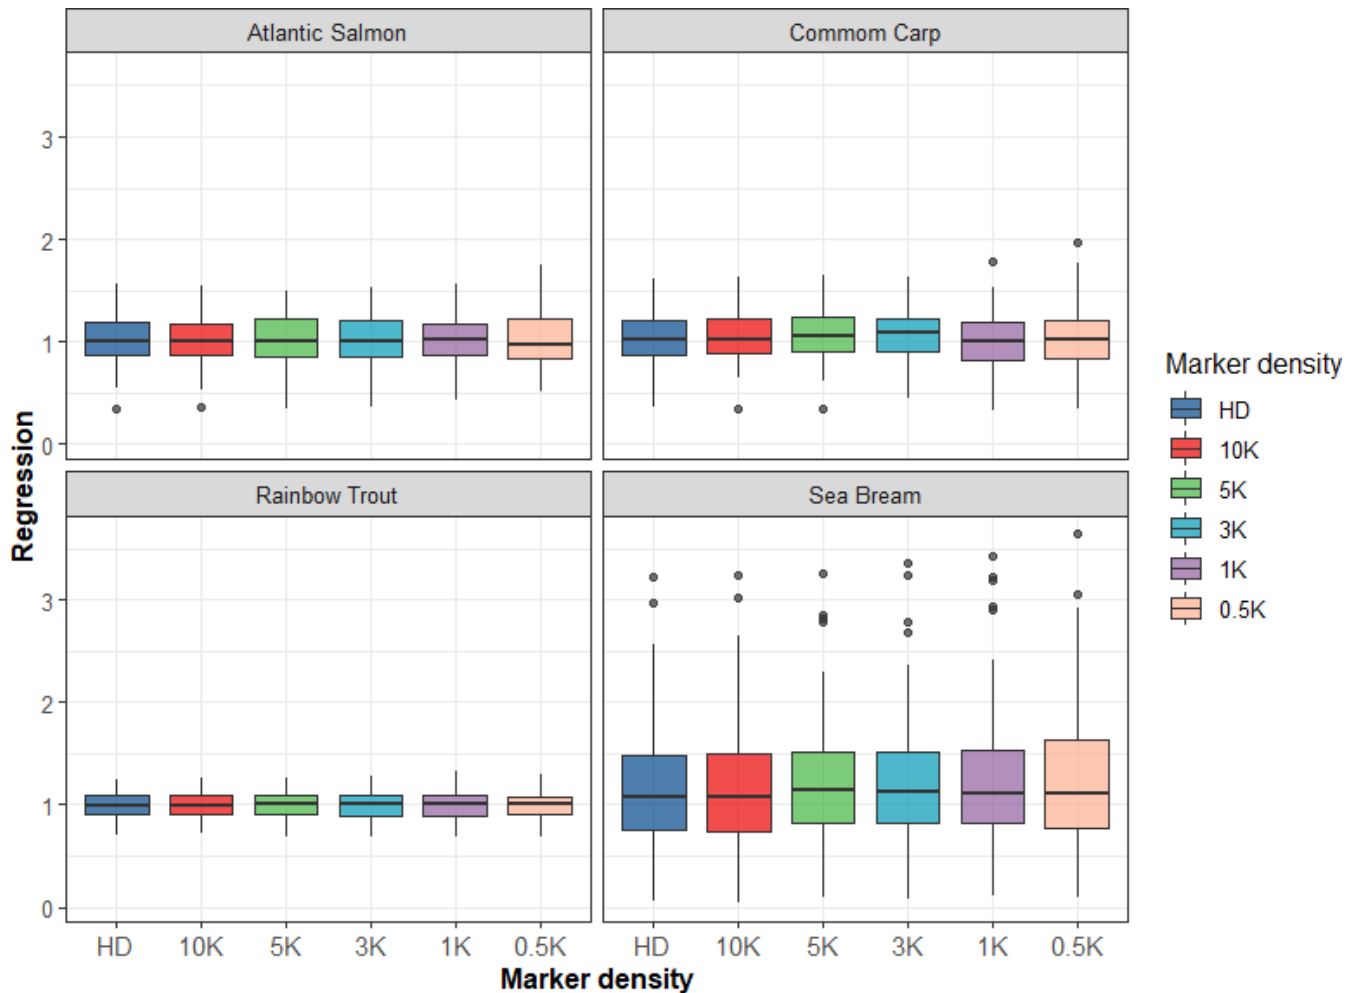 Atlantic Salmon
Commom Carp
3
2
1
0
Rainbow Trout
Sea Bream
3
2
1
0
Regression
HD 10K 5K 3K 1K 0.5K
HD 10K 5K 3K 1K 0.5K
Marker density
Marker density
HD
10K
5K
3K
1K
0.5K